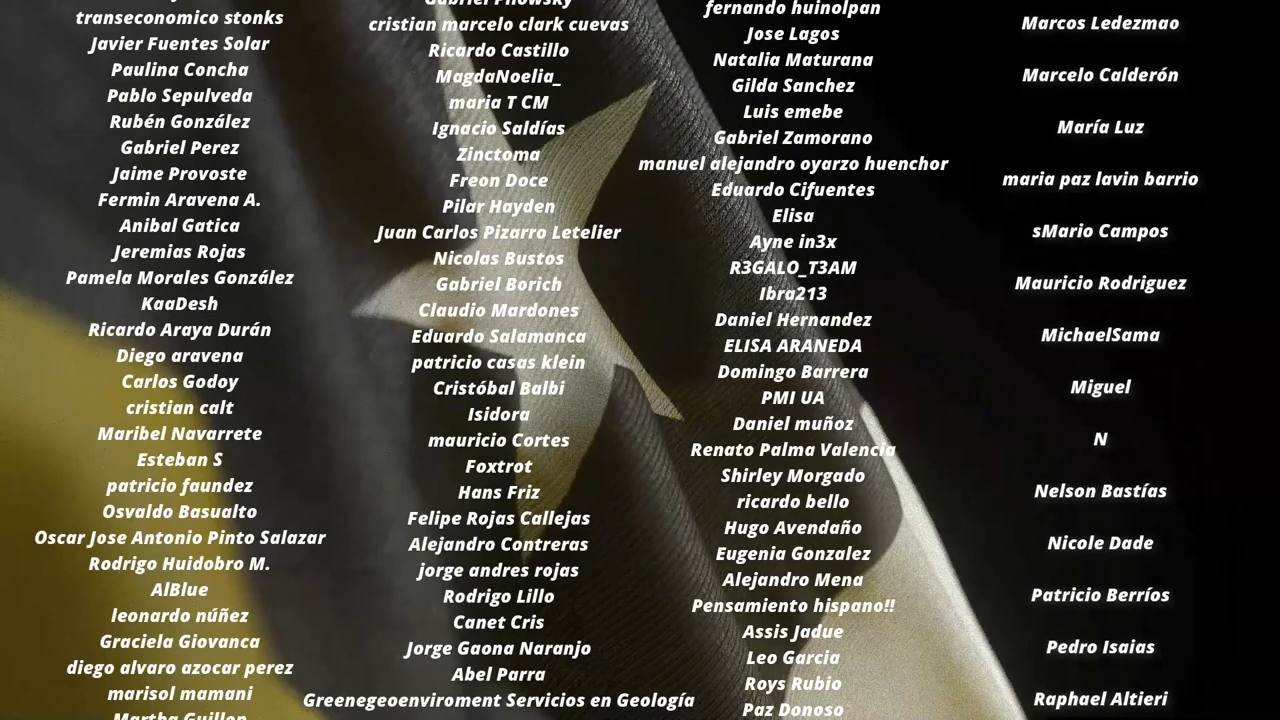 transeconomico stonks
Javier Fuentes Solar
Paulina Concha
Pablo Sepulveda
Rubén González
Gabriel Perez
Jaime Provoste
Fermin Aravena A.
Anibal Gatica
Jeremias Rojas
Pamela Morales González
KaaDesh
Ricardo Araya Durán
Diego aravena
Carlos Godoy
cristian calt
Maribel Navarrete
Esteban S
patricio faundez
Osvaldo Basualto
Oscar Jose Antonio Pinto Salazar
Rodrigo Huidobro M.
AlBlue
leonardo núñez
Graciela Giovanca
diego alvaro azocar perez
marisol mamani
Martha Guillon
Gabriel Pilowsky
cristian marcelo clark cuevas
Ricardo Castillo
MagdaNoelia_
maria T CM
Ignacio Saldías
Zinctoma
Freon Doce
Pilar Hayden
Juan Carlos Pizarro Letelier
Nicolas Bustos
Gabriel Borich
Claudio Mardones
Eduardo Salamanca
patricio casas klein
Cristóbal Balbi
Isidora
mauricio Cortes
Foxtrot
Hans Friz
Felipe Rojas Callejas
Alejandro Contreras
jorge andres rojas
Rodrigo Lillo
Canet Cris
Jorge Gaona Naranjo
Abel Parra
Greenegeoenviroment Servicios en Geología
fernando huinolpan
Jose Lagos
Natalia Maturana
Gilda Sanchez
Luis emebe
Gabriel Zamorano
manuel alejandro oyarzo huenchor
Eduardo Cifuentes
Elisa
Ayne in3x
R3GALO_T3AM
Ibra213
Daniel Hernandez
ELISA ARANEDA
Domingo Barrera
PMI UA
Daniel muñoz
Renato Palma Valencia
Shirley Morgado
ricardo bello
Hugo Avendaño
Eugenia Gonzalez
Alejandro Mena
Pensamiento hispano!!
Assis Jadue
Leo Garcia
Roys Rubio
Paz Donoso
Marcos Ledezmao
Marcelo Calderón
María Luz
maria paz lavin barrio
sMario Campos
Mauricio Rodriguez
MichaelSama
Miguel
N
Nelson Bastías
Nicole Dade
Patricio Berríos
Pedro Isaias
Raphael Altieri